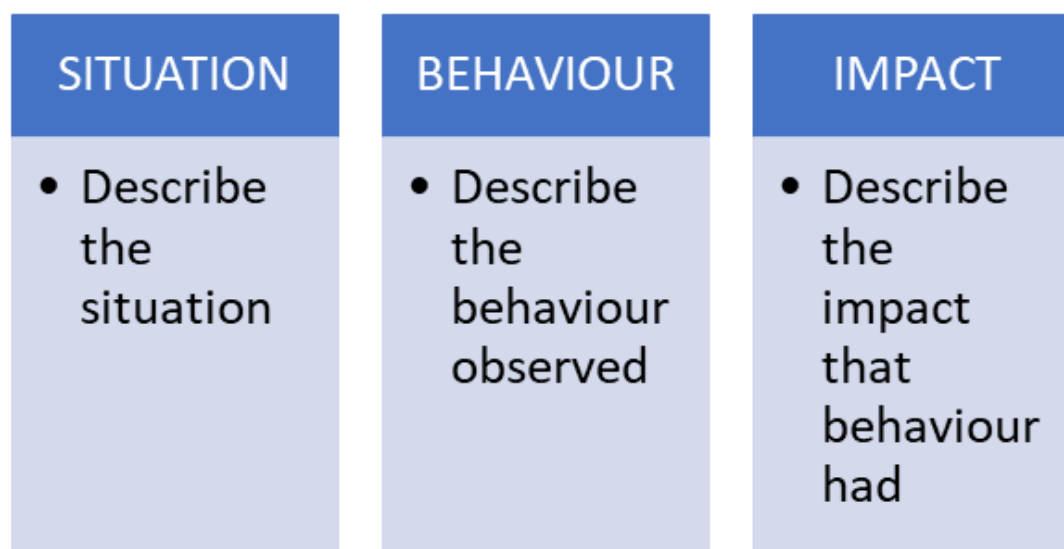 SITUATION
• Describe
the
situation
BEHAVIOUR
• Describe
the
behaviour
observed
IMPACT
• Describe
the
impact
that
behaviour
had